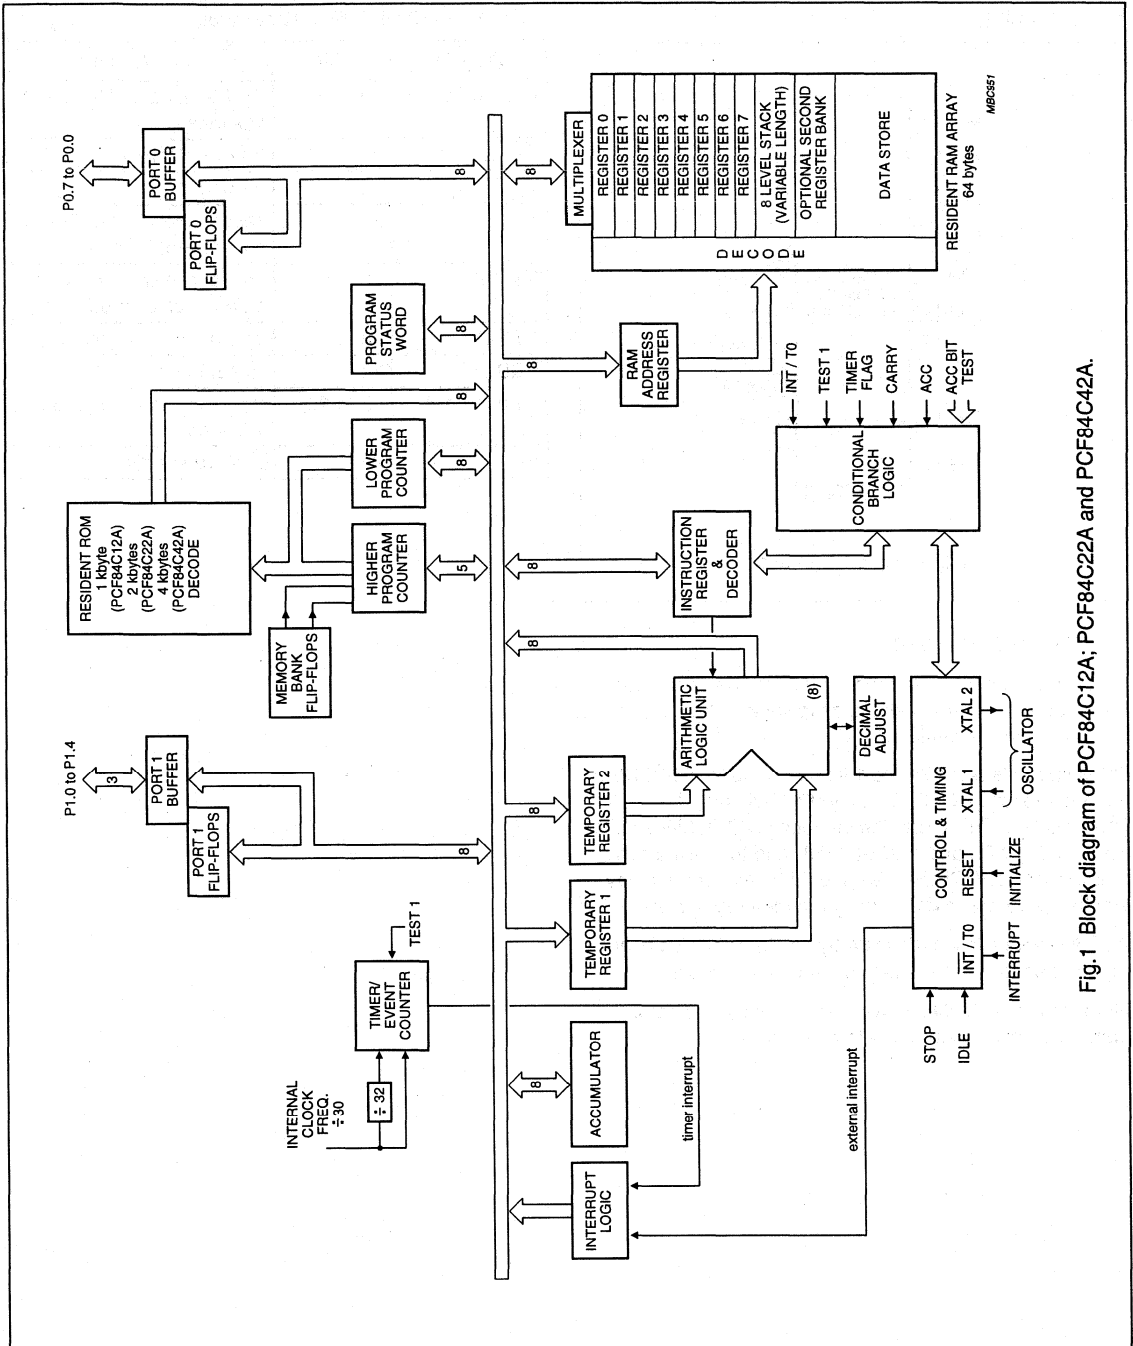 P1.0 to P1.4
3
PORT 1
BUFFER
PORT 1
FLIP-FLOPS
8
RESIDENT ROM
1 kbyte
(PCF84C12A)
2 kbytes
(PCF84C22A)
4 kbytes
(PCF84C42A)
DECODE
8
MEMORY
BANK
FLIP-FLOPS
HIGHER
PROGRAM
COUNTER
5
LOWER
PROGRAM
COUNTER
8
PROGRAM
STATUS
WORD
8
P0.7 to P0.0
PORT 0
BUFFER
PORT 0
FLIP-FLOPS
8
INTERNAL
CLOCK
FREQ.
÷30
÷ 32
TIMER/
EVENT
COUNTER
TEST 1
INTERRUPT
LOGIC
8
ACCUMULATOR
timer interrupt
external interrupt
8
TEMPORARY
REGISTER 1
8
TEMPORARY
REGISTER 2
8
ARITHMETIC
LOGIC UNIT
(8)
DECIMAL
ADJUST
8
INSTRUCTION
REGISTER
&
DECODER
8
RAM
ADDRESS
REGISTER
8
MULTIPLEXER
DECODE
REGISTER 0
REGISTER 1
REGISTER 2
REGISTER 3
REGISTER 4
REGISTER 5
REGISTER 6
REGISTER 7
8 LEVEL STACK
(VARIABLE LENGTH)
OPTIONAL SECOND
REGISTER BANK
DATA STORE
RESIDENT RAM ARRAY
64 bytes
CONDITIONAL
BRANCH
LOGIC
INT / T0
TEST 1
TIMER
FLAG
CARRY
ACC
ACC BIT
TEST
STOP
IDLE
CONTROL & TIMING
INT / T0
RESET
XTAL 1
XTAL 2
INTERRUPT
INITIALIZE
OSCILLATOR
MBC951
Fig.1 Block diagram of PCF84C12A; PCF84C22A and PCF84C42A.